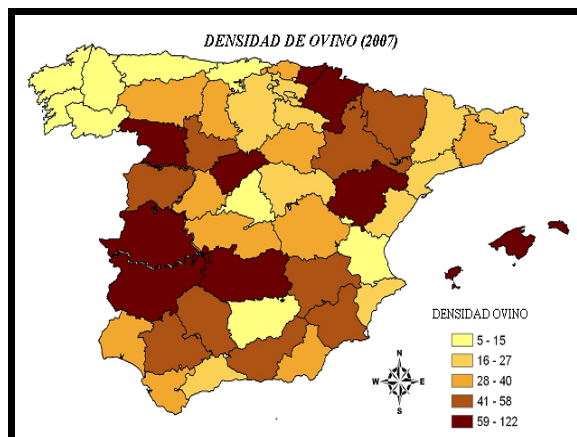 DENSIDAD DE OVINO (2007)
DENSIDAD OVINO
5 - 15
16 - 27
28 - 40
41 - 58
59 - 122
N
W E
S